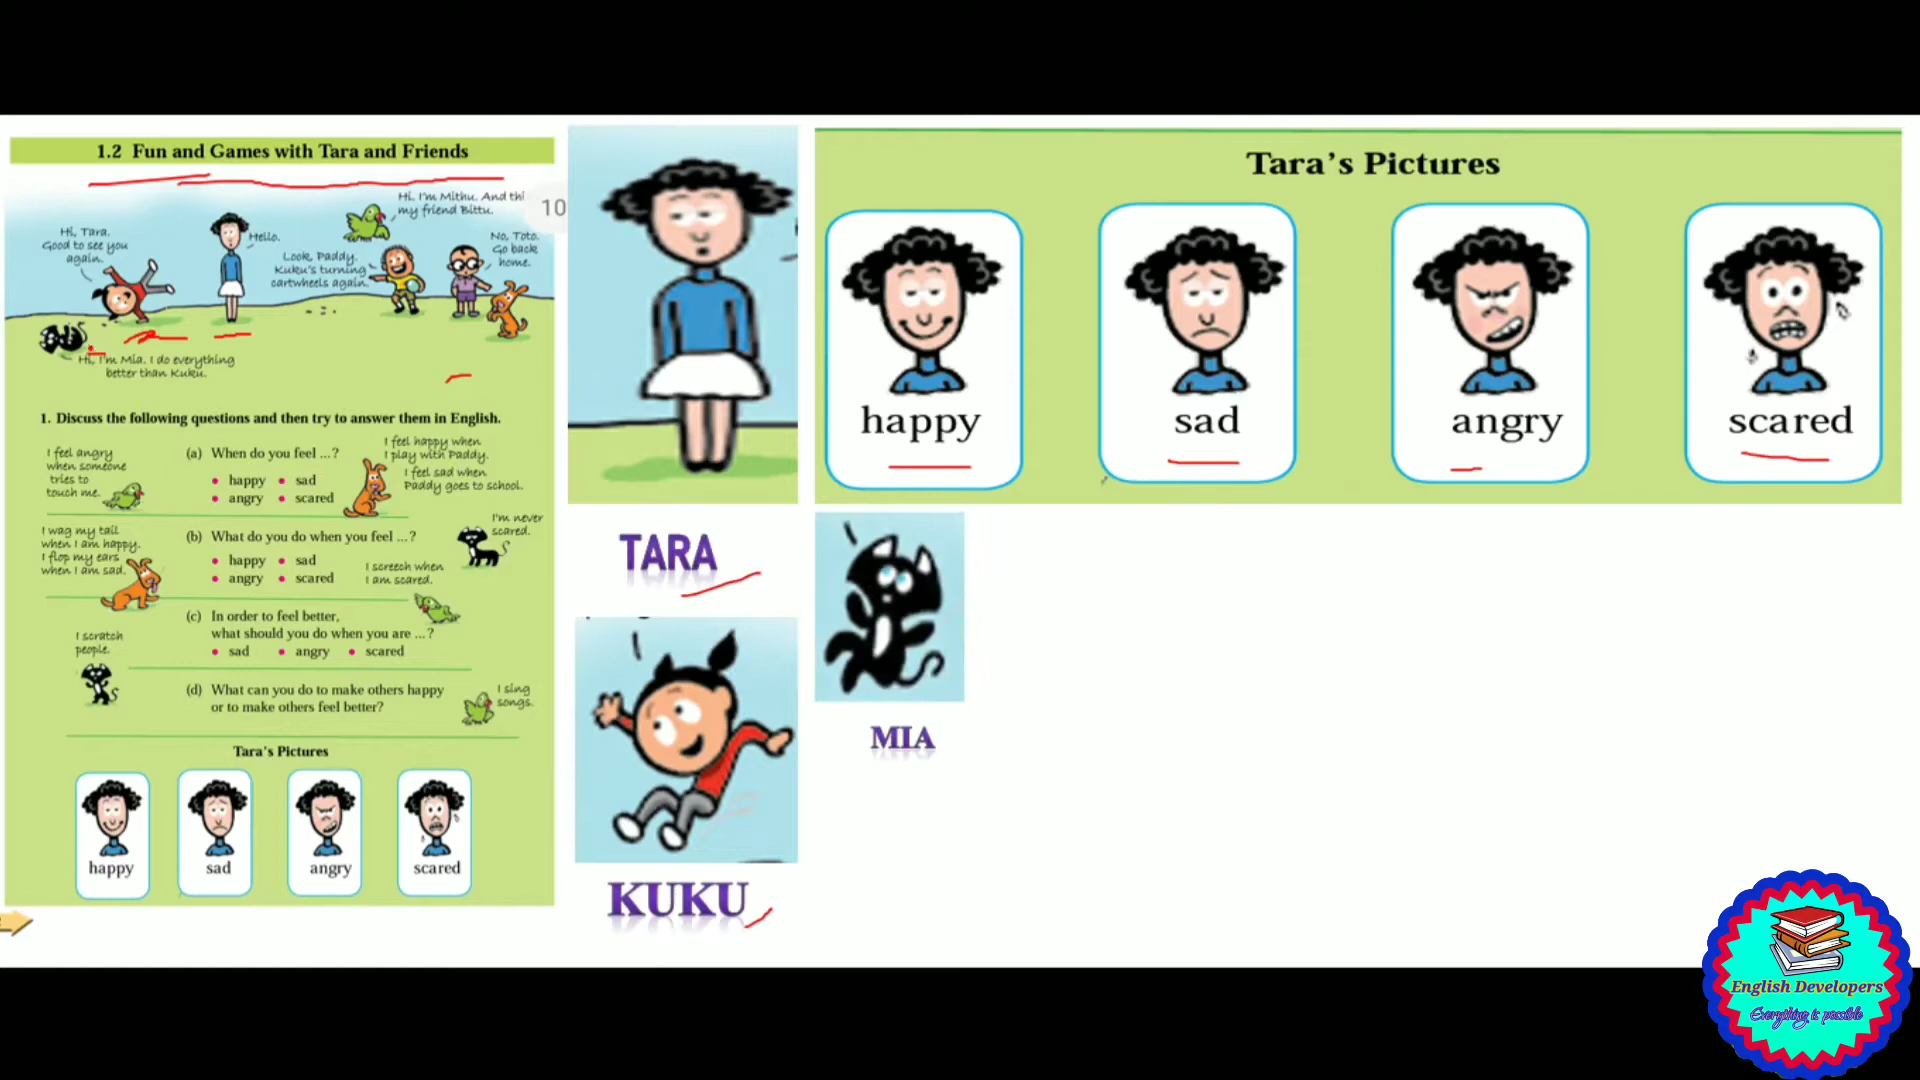 1.2 Fun and Games with Tara and Friends
Hi. I'm Mithu. And thi
my friend Bittu.
10
Hi, Tara.
Good to see you
again.
Hello.
Look, Paddy.
Kuku's turning
cartwheels again.
No, Toto.
Go back
home.
Hi, I'm Mia. I do everything
better than Kuku.
1. Discuss the following questions and then try to answer them in English.
I feel angry
when someone
tries to
touch me.
(a) When do you feel ...?
• happy • sad
• angry • scared
I feel happy when
I play with Paddy.
I feel sad when
Paddy goes to school.
I wag my tail
when I am happy.
I flop my ears
when I am sad.
(b) What do you do when you feel ...?
• happy • sad
• angry • scared
I'm never
scared.
I screech when
I am scared.
(c) In order to feel better,
what should you do when you are ...?
• sad • angry • scared
I scratch
people.
(d) What can you do to make others happy
or to make others feel better?
I sing
songs.
Tara's Pictures
happy sad angry scared
TARA
KUKU
Tara's Pictures
happy sad angry scared
MIA
English Developers
Everything is possible